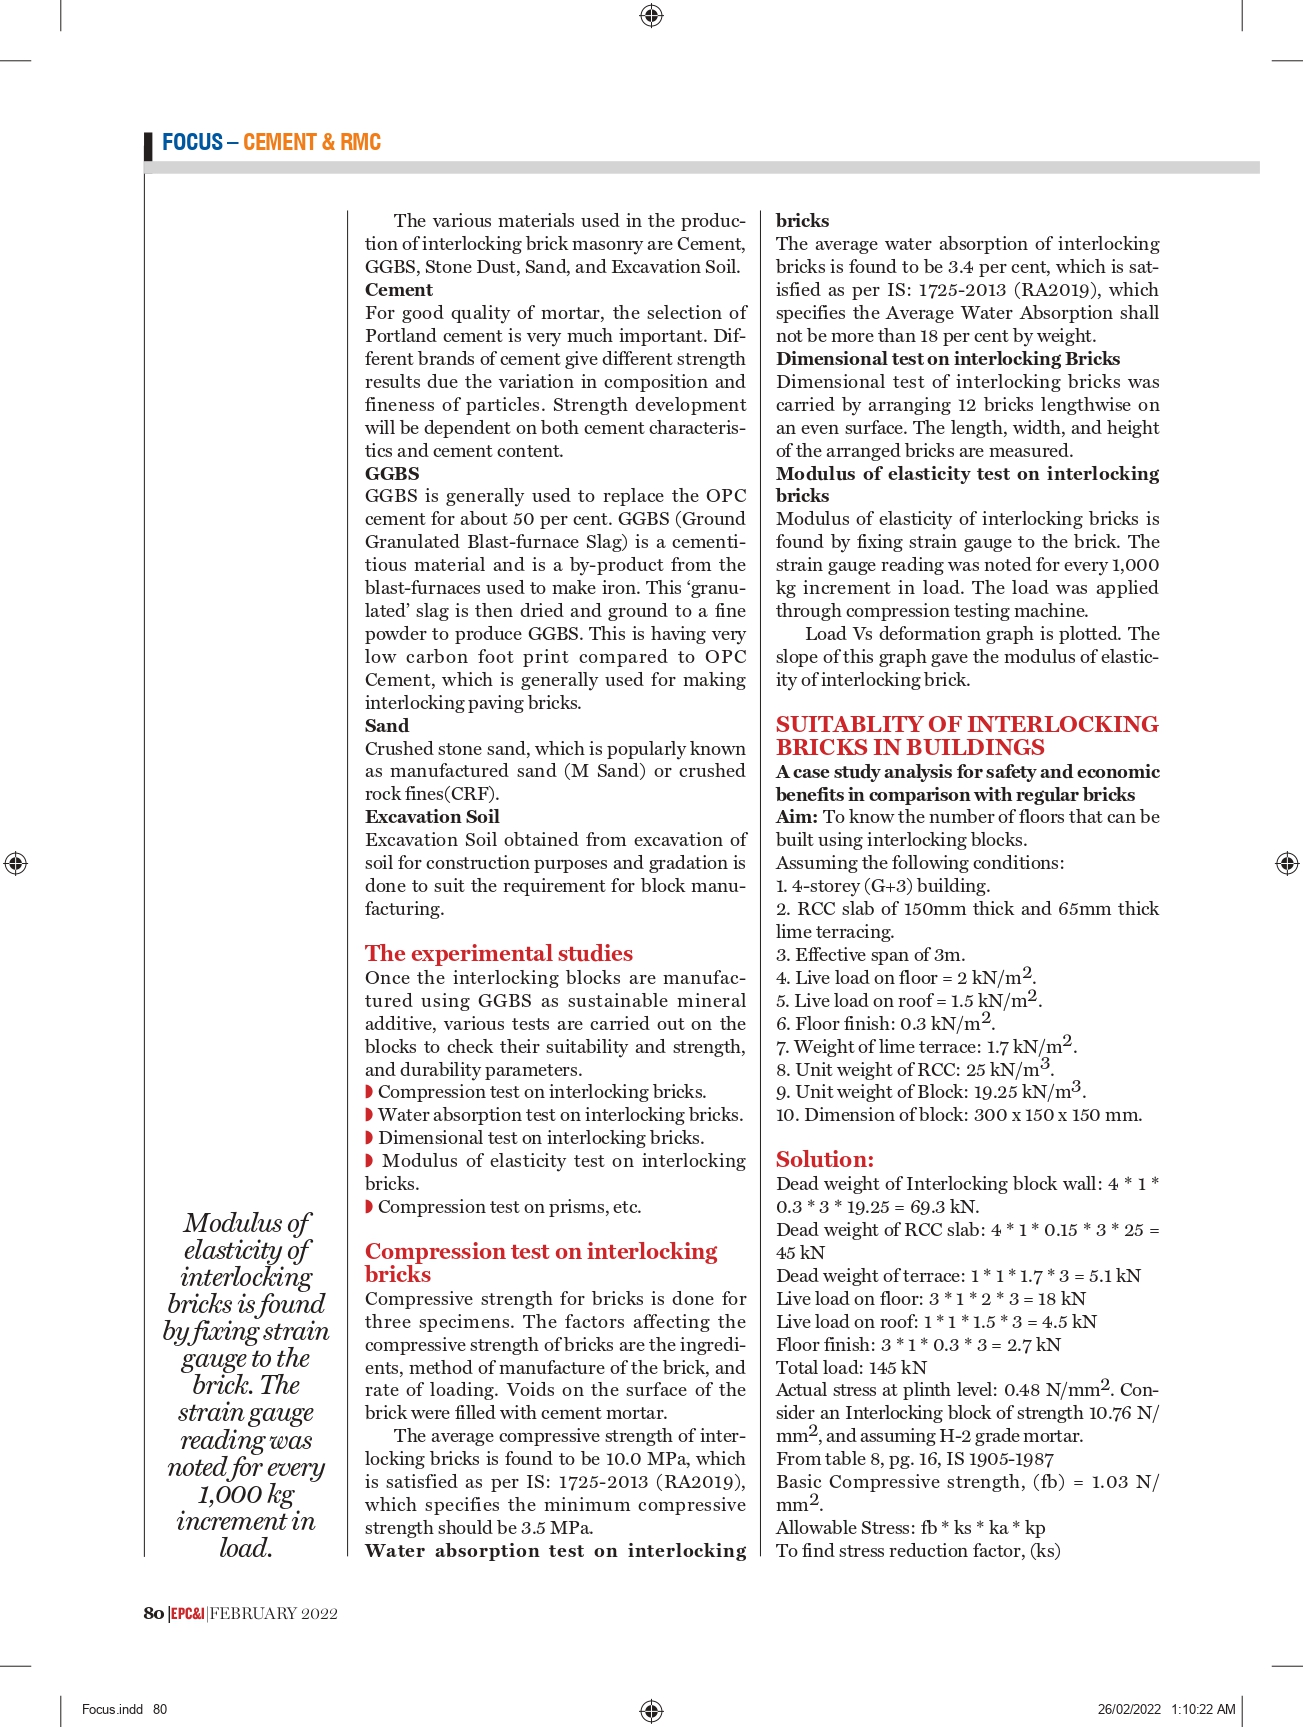 FOCUS – CEMENT & RMC
Modulus of
elasticity of
interlocking
bricks is found
by fixing strain
gauge to the
brick. The
strain gauge
reading was
noted for every
1,000 kg
increment in
load.
The various materials used in the produc-
tion of interlocking brick masonry are Cement,
GGBS, Stone Dust, Sand, and Excavation Soil.
Cement
For good quality of mortar, the selection of
Portland cement is very much important. Dif-
ferent brands of cement give different strength
results due the variation in composition and
fineness of particles. Strength development
will be dependent on both cement characteris-
tics and cement content.
GGBS
GGBS is generally used to replace the OPC
cement for about 50 per cent. GGBS (Ground
Granulated Blast-furnace Slag) is a cementi-
tious material and is a by-product from the
blast-furnaces used to make iron. This ‘granu-
lated’ slag is then dried and ground to a fine
powder to produce GGBS. This is having very
low carbon foot print compared to OPC
Cement, which is generally used for making
interlocking paving bricks.
Sand
Crushed stone sand, which is popularly known
as manufactured sand (M Sand) or crushed
rock fines(CRF).
Excavation Soil
Excavation Soil obtained from excavation of
soil for construction purposes and gradation is
done to suit the requirement for block manu-
facturing.
The experimental studies
Once the interlocking blocks are manufac-
tured using GGBS as sustainable mineral
additive, various tests are carried out on the
blocks to check their suitability and strength,
and durability parameters.
◗ Compression test on interlocking bricks.
◗ Water absorption test on interlocking bricks.
◗ Dimensional test on interlocking bricks.
◗ Modulus of elasticity test on interlocking
bricks.
◗ Compression test on prisms, etc.
Compression test on interlocking
bricks
Compressive strength for bricks is done for
three specimens. The factors affecting the
compressive strength of bricks are the ingredi-
ents, method of manufacture of the brick, and
rate of loading. Voids on the surface of the
brick were filled with cement mortar.
The average compressive strength of inter-
locking bricks is found to be 10.0 MPa, which
is satisfied as per IS: 1725-2013 (RA2019),
which specifies the minimum compressive
strength should be 3.5 MPa.
Water absorption test on interlocking
bricks
The average water absorption of interlocking
bricks is found to be 3.4 per cent, which is sat-
isfied as per IS: 1725-2013 (RA2019), which
specifies the Average Water Absorption shall
not be more than 18 per cent by weight.
Dimensional test on interlocking Bricks
Dimensional test of interlocking bricks was
carried by arranging 12 bricks lengthwise on
an even surface. The length, width, and height
of the arranged bricks are measured.
Modulus of elasticity test on interlocking
bricks
Modulus of elasticity of interlocking bricks is
found by fixing strain gauge to the brick. The
strain gauge reading was noted for every 1,000
kg increment in load. The load was applied
through compression testing machine.
Load Vs deformation graph is plotted. The
slope of this graph gave the modulus of elastic-
ity of interlocking brick.
SUITABLITY OF INTERLOCKING
BRICKS IN BUILDINGS
A case study analysis for safety and economic
benefits in comparison with regular bricks
Aim: To know the number of floors that can be
built using interlocking blocks.
Assuming the following conditions:
1. 4-storey (G+3) building.
2. RCC slab of 150mm thick and 65mm thick
lime terracing.
3. Effective span of 3m.
4. Live load on floor = 2 kN/m².
5. Live load on roof = 1.5 kN/m².
6. Floor finish: 0.3 kN/m².
7. Weight of lime terrace: 1.7 kN/m².
8. Unit weight of RCC: 25 kN/m³.
9. Unit weight of Block: 19.25 kN/m³.
10. Dimension of block: 300 x 150 x 150 mm.
Solution:
Dead weight of Interlocking block wall: 4 * 1 *
0.3 * 3 * 19.25 = 69.3 kN.
Dead weight of RCC slab: 4 * 1 * 0.15 * 3 * 25 =
45 kN
Dead weight of terrace: 1 * 1 * 1.7 * 3 = 5.1 kN
Live load on floor: 3 * 1 * 2 * 3 = 18 kN
Live load on roof: 1 * 1 * 1.5 * 3 = 4.5 kN
Floor finish: 3 * 1 * 0.3 * 3 = 2.7 kN
Total load: 145 kN
Actual stress at plinth level: 0.48 N/mm². Con-
sider an Interlocking block of strength 10.76 N/
mm², and assuming H-2 grade mortar.
From table 8, pg. 16, IS 1905-1987
Basic Compressive strength, (fb) = 1.03 N/
mm².
Allowable Stress: fb * ks * ka * kp
To find stress reduction factor, (ks)
80 |EPC&I|FEBRUARY 2022
Focus.indd 80
26/02/2022 1:10:22 AM